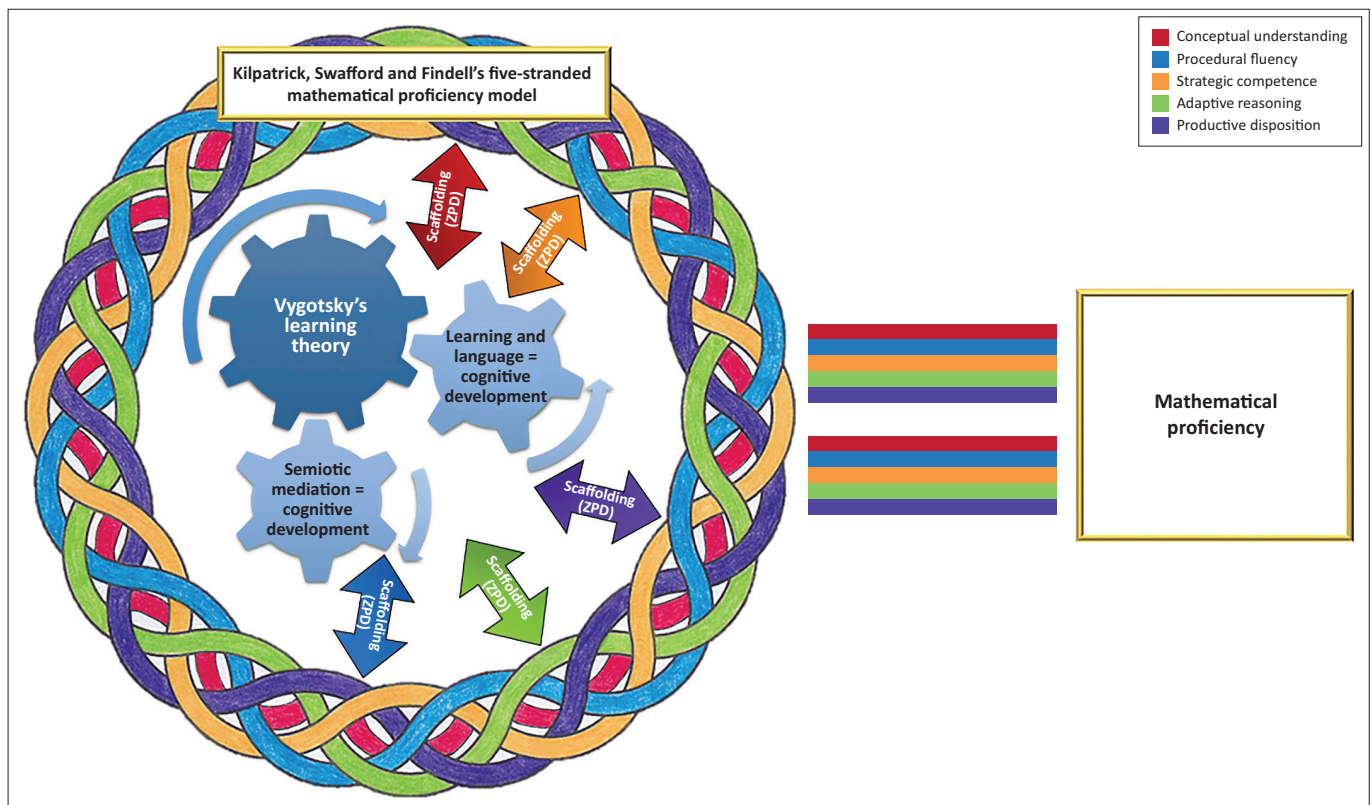 Kilpatrick, Swafford and Findell's five-stranded
mathematical proficiency model
Conceptual understanding
Procedural fluency
Strategic competence
Adaptive reasoning
Productive disposition
Scaffolding
(ZPD)
Scaffolding
(ZPD)
Vygotsky's
learning
theory
Learning and
language =
cognitive
development
Semiotic
mediation =
cognitive
development
Scaffolding
(ZPD)
Scaffolding
(ZPD)
Scaffolding
(ZPD)
Mathematical
proficiency